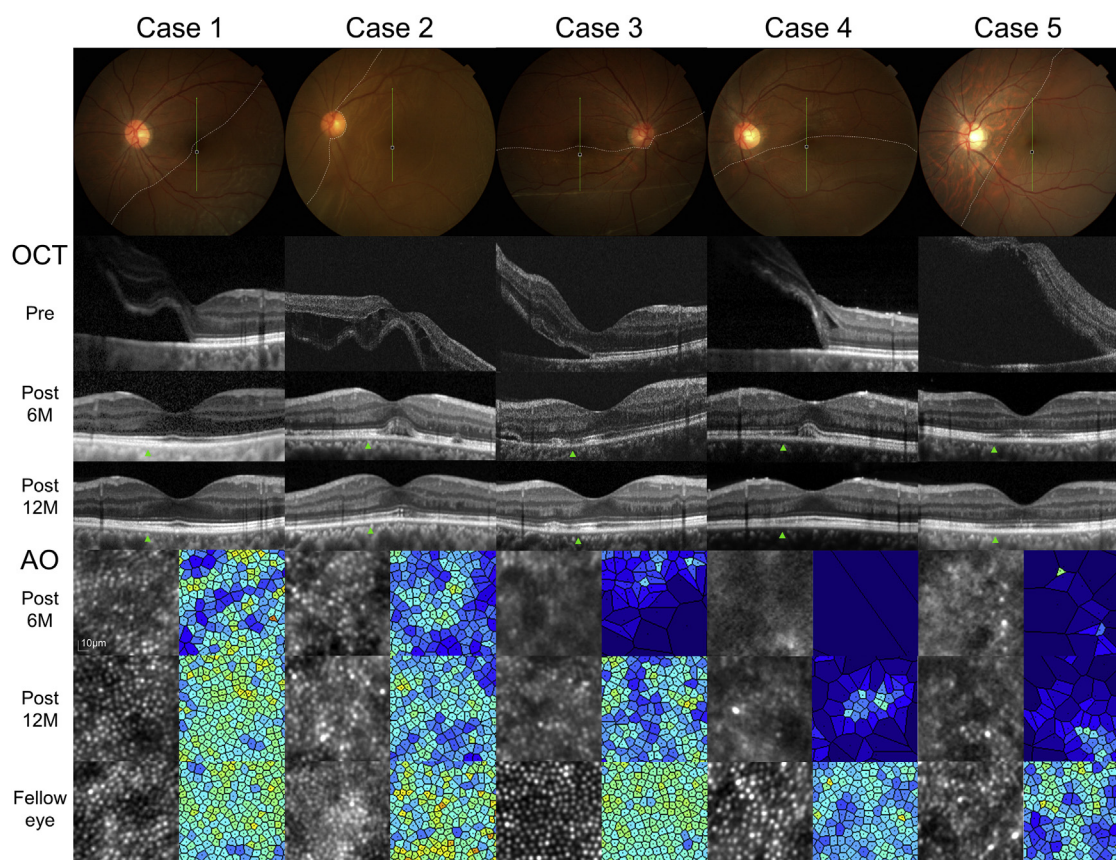 Case 1 Case 2 Case 3 Case 4 Case 5
OCT
Pre
Post
6M
Post
12M
AO
Post
6M
10µm
Post
12M
Fellow
eye